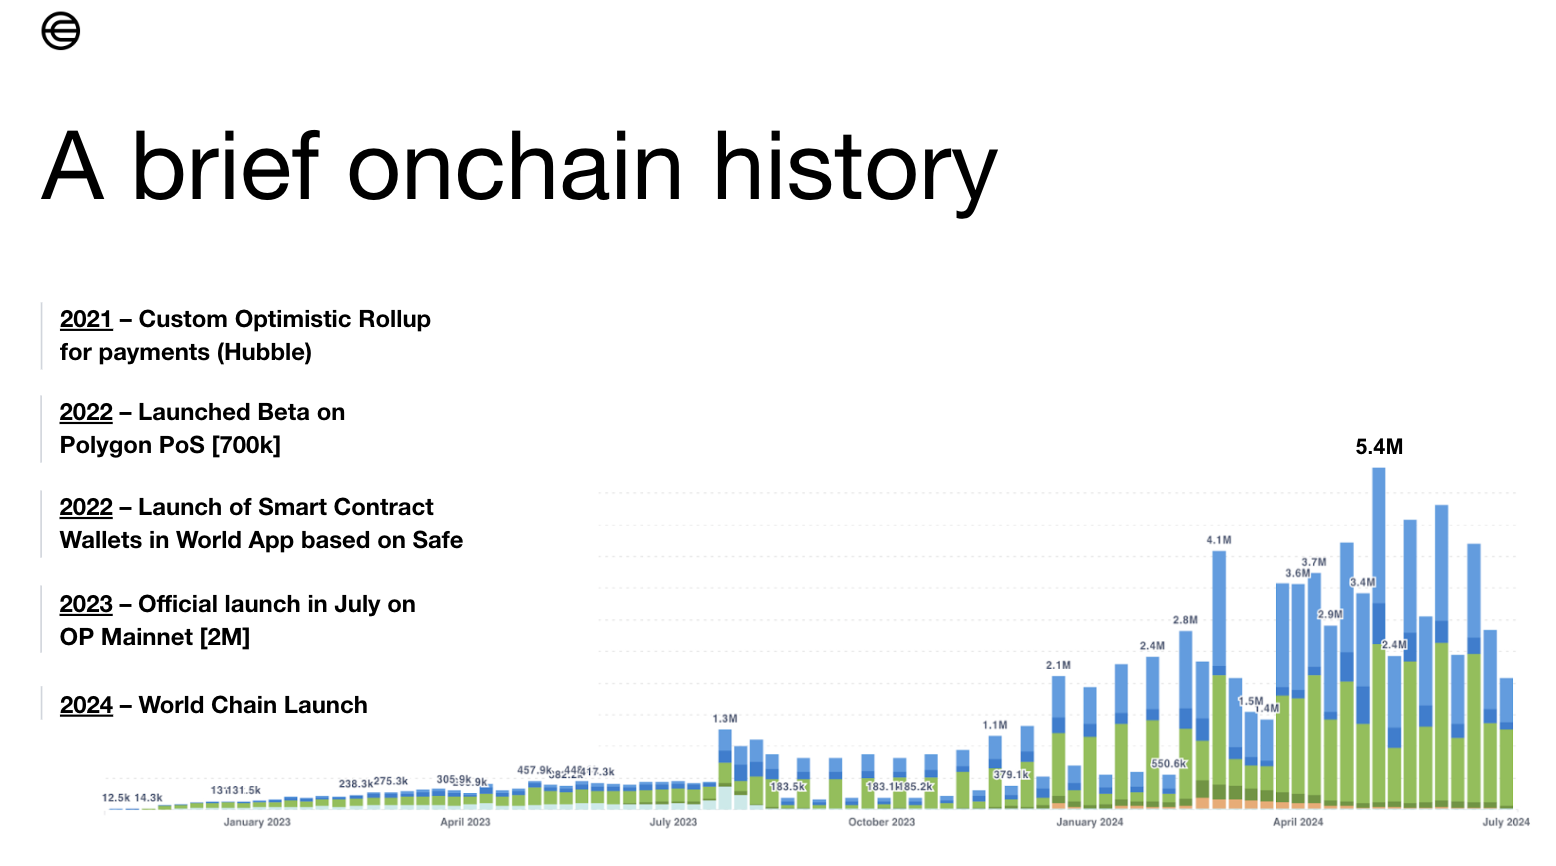 A brief onchain history
2021 – Custom Optimistic Rollup
for payments (Hubble)
2022 – Launched Beta on
Polygon PoS [700k]
2022 – Launch of Smart Contract
Wallets in World App based on Safe
2023 – Official launch in July on
OP Mainnet [2M]
2024 – World Chain Launch
5.4M
4.1M
3.7M
3.6M
3.4M
2.9M
2.8M
2.4M
2.4M
2.1M
1.5M
1.3M
1.1M
550.6k
379.1k
183.5k
185.2k
457.9k
417.3k
305.9k
238.3k
275.3k
131.5k
12.5k 14.3k
January 2023 April 2023 July 2023 October 2023 January 2024 April 2024 July 2024